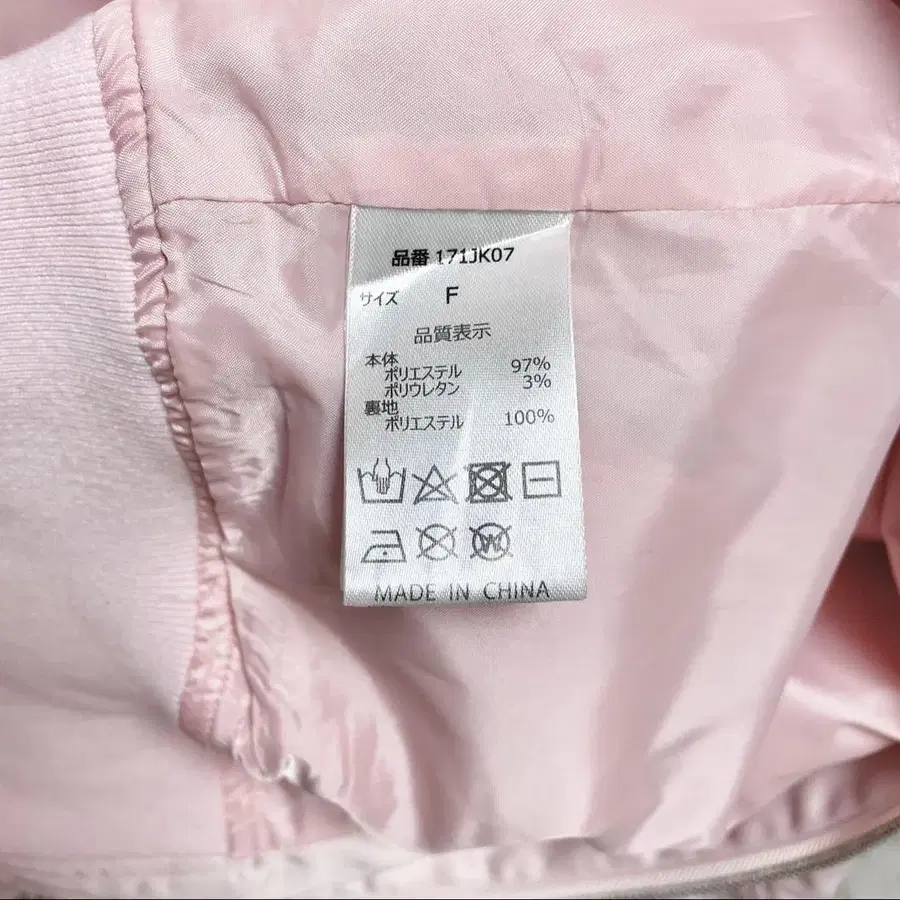 品番 171JK07
サイズ F
品質表示
本体
ポリエステル 97%
ポリウレタン 3%
裏地
ポリエステル 100%
W
MADE IN CHINA